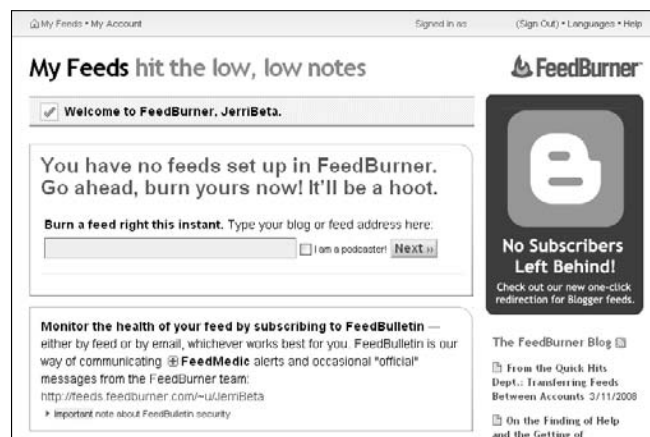 My Feeds • My Account
Signed in as
(Sign Out) • Languages • Help
My Feeds hit the low, low notes
FeedBurner
Welcome to FeedBurner, JerriBeta.
You have no feeds set up in FeedBurner.
Go ahead, burn yours now! It'll be a hoot.
Burn a feed right this instant. Type your blog or feed address here:
I am a podcaster! Next »
Monitor the health of your feed by subscribing to FeedBulletin —
either by feed or by email, whichever works best for you. FeedBulletin is our
way of communicating FeedMedic alerts and occasional "official"
messages from the FeedBurner team:
http://feeds.feedburner.com/~u/JerriBeta
Important note about FeedBulletin security
No Subscribers
Left Behind!
Check out our new one-click
redirection for Blogger feeds.
The FeedBurner Blog
From the Quick Hits
Dept.: Transferring Feeds
Between Accounts 3/11/2008
On the Finding of Help
and the Getting of